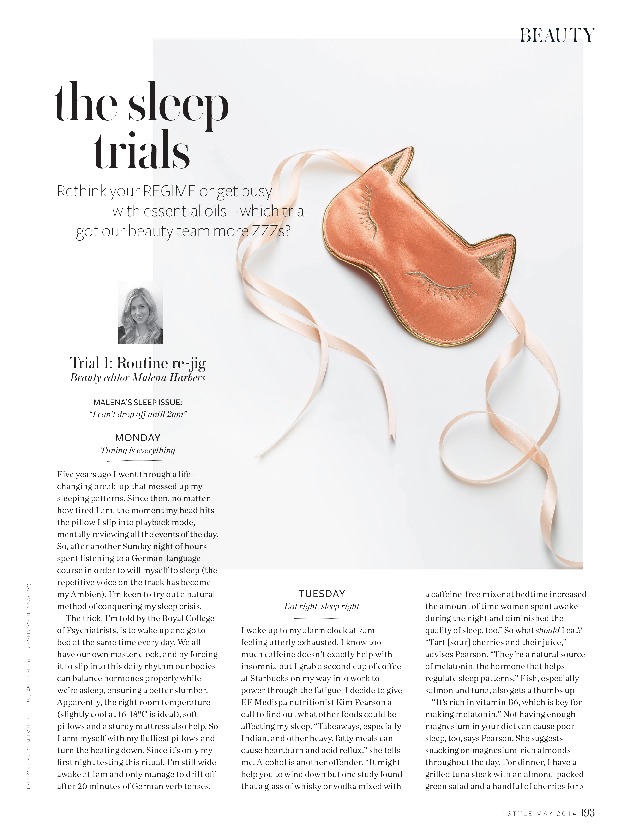 BEAUTY
the sleep
trials
Rethink your REGIME or get busy
with essential oils – which trial
got our beauty team more ZZZs?
Trial 1: Routine re-jig
Beauty editor Malena Harbers
MALENA'S SLEEP ISSUE:
"I can't drop off until 2am"
MONDAY
Timing is everything
Five years ago I went through a life-
changing break-up that messed up my
sleeping patterns. Since then, no matter
how tired I am, the moment my head hits
the pillow I slip into playback mode,
mentally reviewing all the events of the day.
So, after another Sunday night of hours
spent listening to a German-language
course in order to will myself to sleep (the
repetitive voice on the track has become
my Ambien), I'm keen to try out a natural
method of conquering my sleep crisis.
The trick, I'm told by the Royal College
of Psychiatrists, is to wake up and go to
bed at the same time every day. We all
have our own master clock, and by forcing
it to slip into this daily rhythm our bodies
can balance hormones properly while
we're asleep, ensuring a better slumber.
Apparently, the right room temperature
(slightly cool at 16-18°C is ideal), soft
pillows and a sturdy mattress also help. So
I arm myself with my fluffiest pillows and
turn the heating down. Since it's only my
first night testing this ritual, I'm still wide
awake at 1am and only manage to drift off
after 20 minutes of German verb tenses.
TUESDAY
Eat right, sleep right
I wake up to my alarm clock at 7am
feeling utterly exhausted. I know too
much caffeine doesn't exactly help with
insomnia, but I grab a second cup of coffee
at Starbucks on my way in to work to
power through the fatigue. I decide to give
EF Medispa nutritionist Kim Pearson a
call to find out what other foods could be
affecting my sleep. "Takeaways, especially
Indian, and other heavy, fatty meals can
cause heartburn and acid reflux," she tells
me. Alcohol is another offender. "It might
help you to wind down but one study found
that a glass of whisky or vodka mixed with
a caffeine-free mixer at bedtime increased
the amount of time women spent awake
during the night and diminished the
quality of sleep, too." So what should I eat?
"Tart [sour] cherries and their juice,"
advises Pearson. "They're a natural source
of melatonin, the hormone that helps
regulate sleep patterns." Fish, especially
salmon and tuna, also gets a thumbs-up.
"It's rich in vitamin B6, which is key for
making melatonin." Not having enough
magnesium in your diet can cause poor
sleep, too, says Pearson. She suggests
snacking on magnesium-rich almonds
throughout the day. For dinner, I have a
grilled tuna steak with an almond-packed
green salad and a handful of cherries for
INSTYLE MAY 2014 193